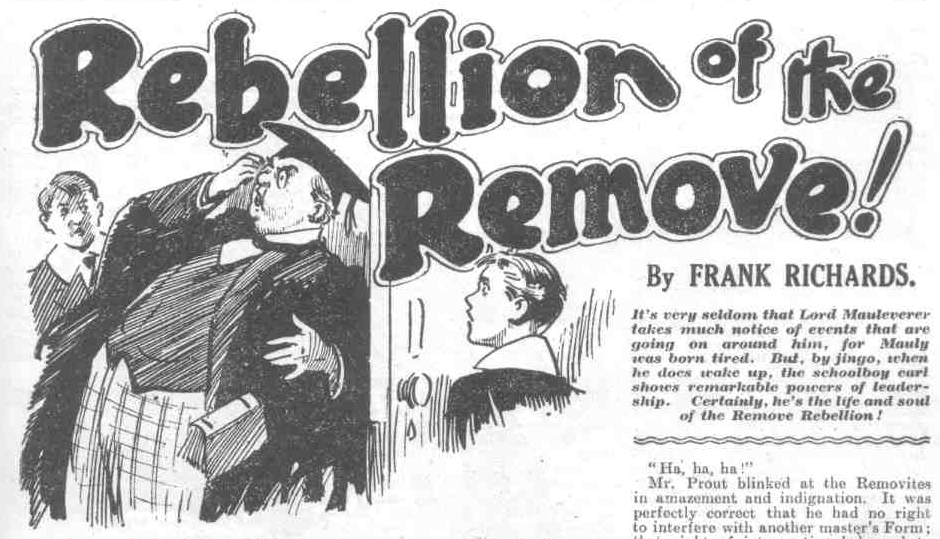 Rebellion of the
Remove!
By FRANK RICHARDS.
It's very seldom that Lord Mauleverer
takes much notice of events that are
going on around him, for Mauly
was born tired. But, by jingo, when
he does wake up, the schoolboy earl
shows remarkable powers of leader-
ship. Certainly, he's the life and soul
of the Remove Rebellion!
"Ha, ha, ha!"
Mr. Prout blinked at the Removites
in amazement and indignation. It was
perfectly correct that he had no right
to interfere with another master's Form;